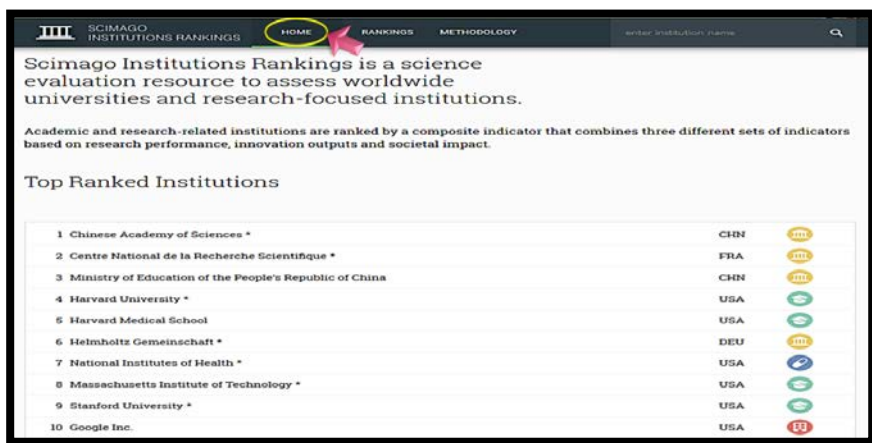 SCIMAGO
INSTITUTIONS RANKINGS
HOME
RANKINGS
METHODOLOGY
enter institution name
Scimago Institutions Rankings is a science
evaluation resource to assess worldwide
universities and research-focused institutions.
Academic and research-related institutions are ranked by a composite indicator that combines three different sets of indicators
based on research performance, innovation outputs and societal impact.
Top Ranked Institutions
1 Chinese Academy of Sciences * CHN
2 Centre National de la Recherche Scientifique * FRA
3 Ministry of Education of the People's Republic of China CHN
4 Harvard University * USA
5 Harvard Medical School USA
6 Helmholtz Gemeinschaft * DEU
7 National Institutes of Health * USA
8 Massachusetts Institute of Technology * USA
9 Stanford University * USA
10 Google Inc. USA